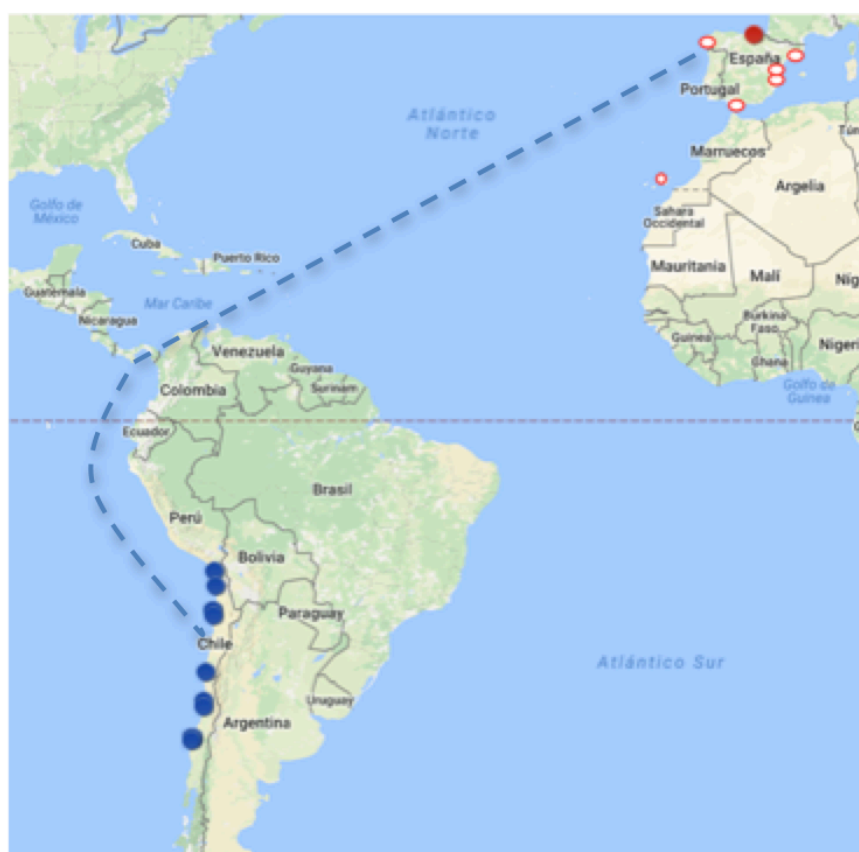 España
Portugal
Atlántico
Norte
Marruecos
Argelia
Golfo de
México
Sahara
Occidental
Cuba
Puerto Rico
Mauritania
Malí
Guatemala
Mar Caribe
Nicaragua
Burkina
Faso
Guinea
Venezuela
Nigeri
Guyana
Ghana
Surinam
Colombia
Golfo de
Guinea
Ecuador
Brasil
Perú
Bolivia
Paraguay
Chile
Atlántico Sur
Uruguay
Argentina